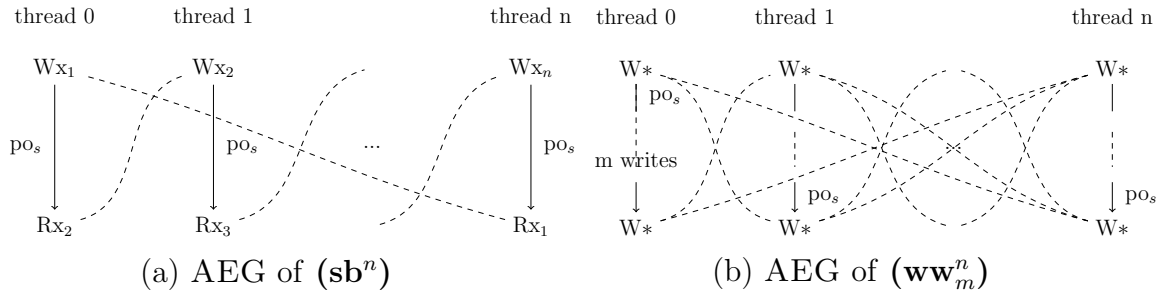 thread 0 thread 1 thread n thread 0 thread 1 thread n
Wx₁ Wx₂ Wxₙ W* W* W*
poₛ
poₛ poₛ ... poₛ m writes
poₛ poₛ
Rx₂ Rx₃ Rx₁ W* W* W*
(a) AEG of (sbⁿ) (b) AEG of (wwₘⁿ)